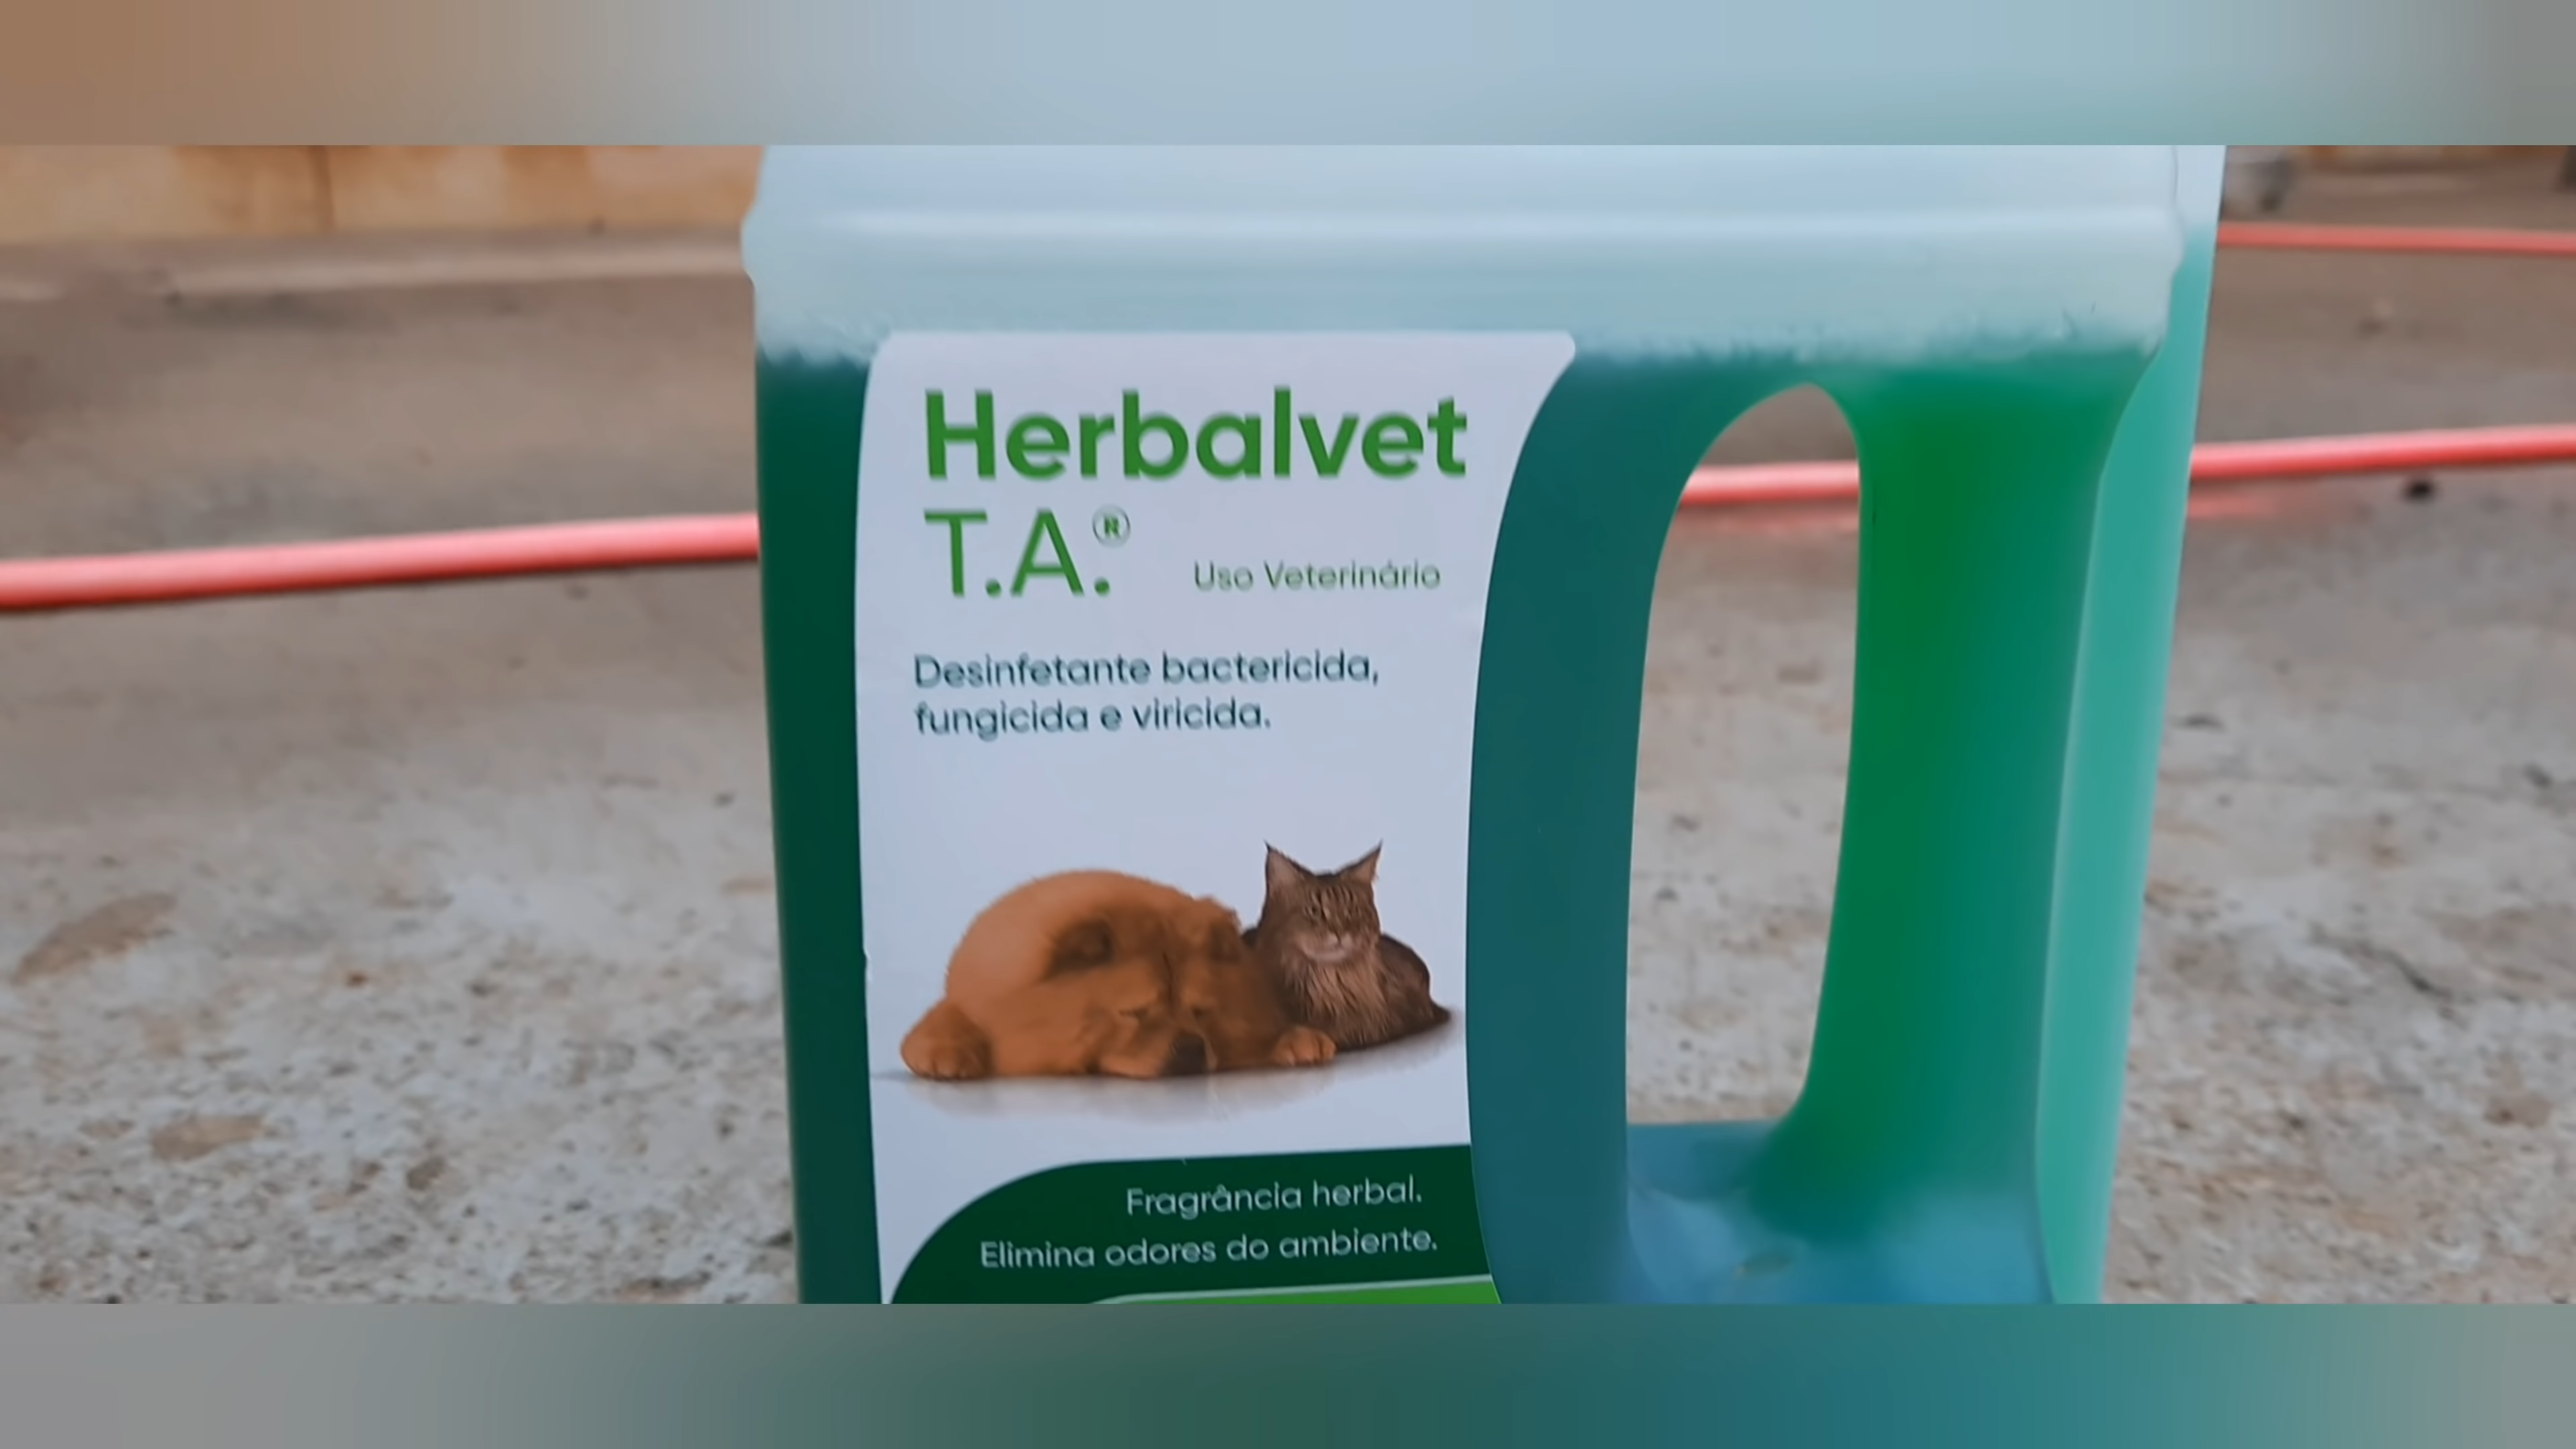 Herbalvet
T.A.®
Uso Veterinário
Desinfetante bactericida,
fungicida e viricida.
Fragrância herbal.
Elimina odores do ambiente.